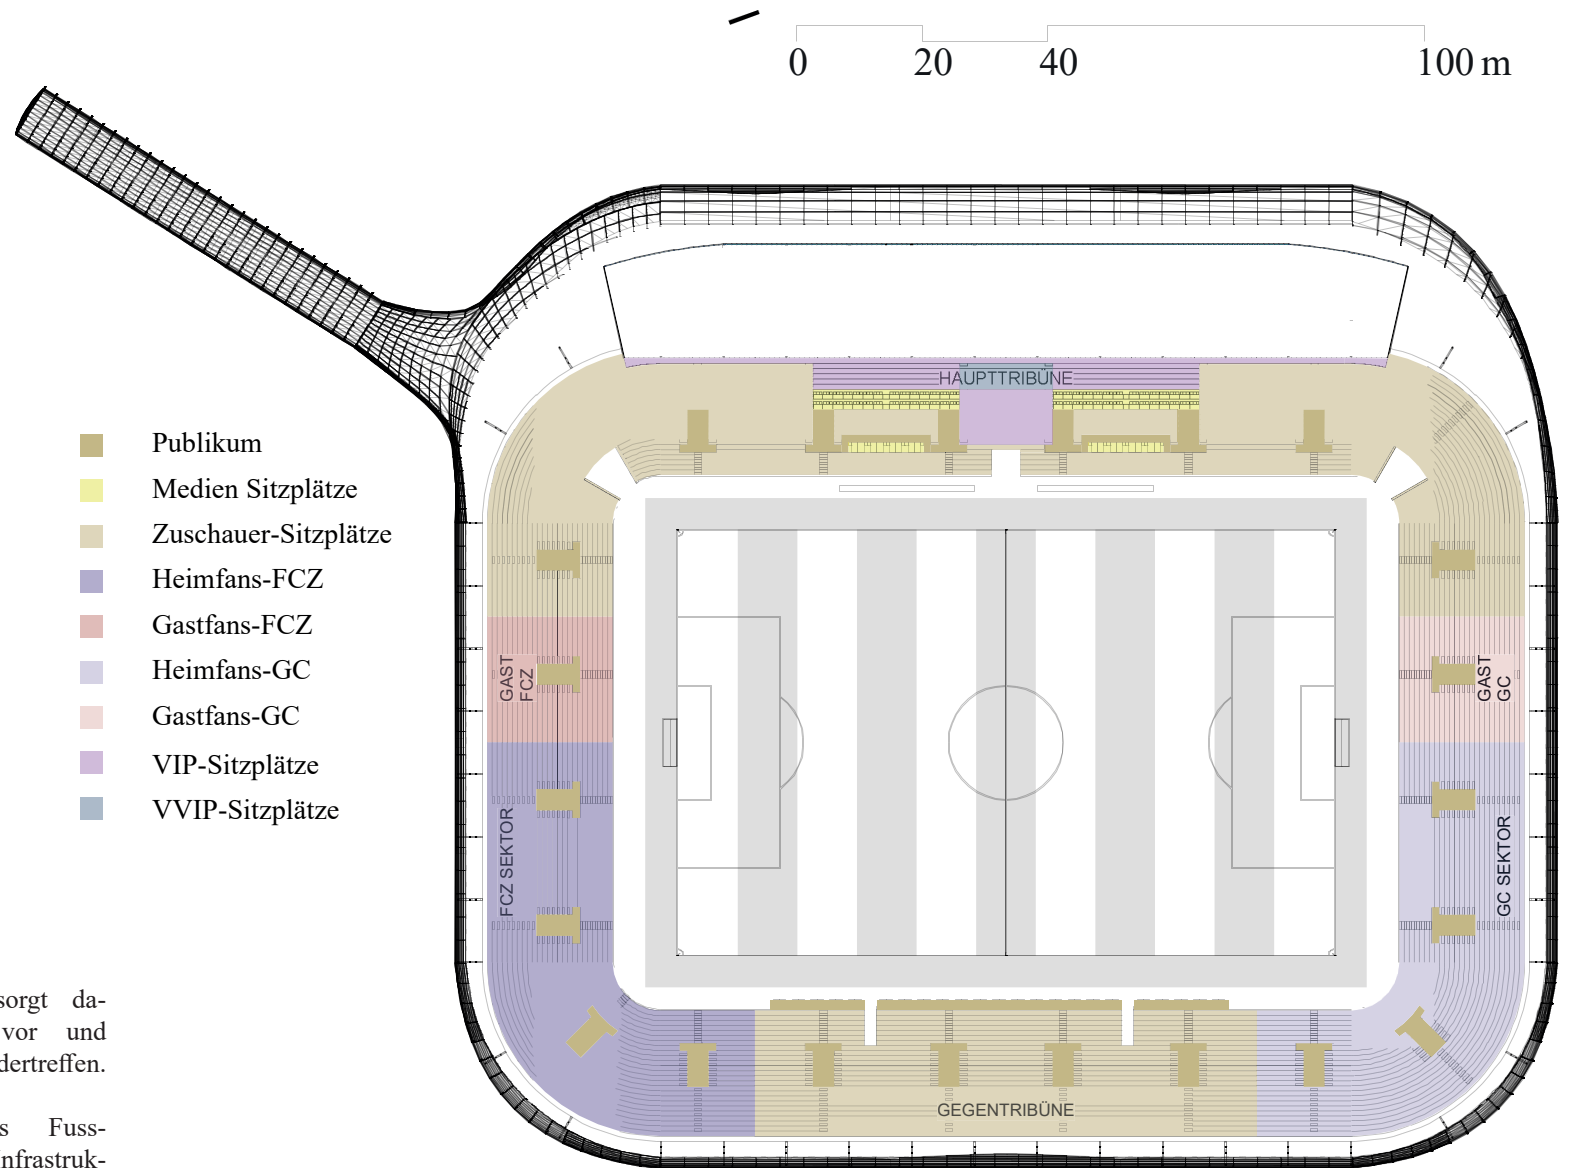 0 20 40 100 m
HAUPTTRIBÜNE
Publikum
Medien Sitzplätze
Zuschauer-Sitzplätze
Heimfans-FCZ
Gastfans-FCZ
Heimfans-GC
Gastfans-GC
VIP-Sitzplätze
VVIP-Sitzplätze
GAST
FCZ
GAST
GC
FCZ SEKTOR
GC SEKTOR
GEGENTRIBÜNE
sorgt da-
vor und
dertreffen.
s Fuss-
nfrastruk-